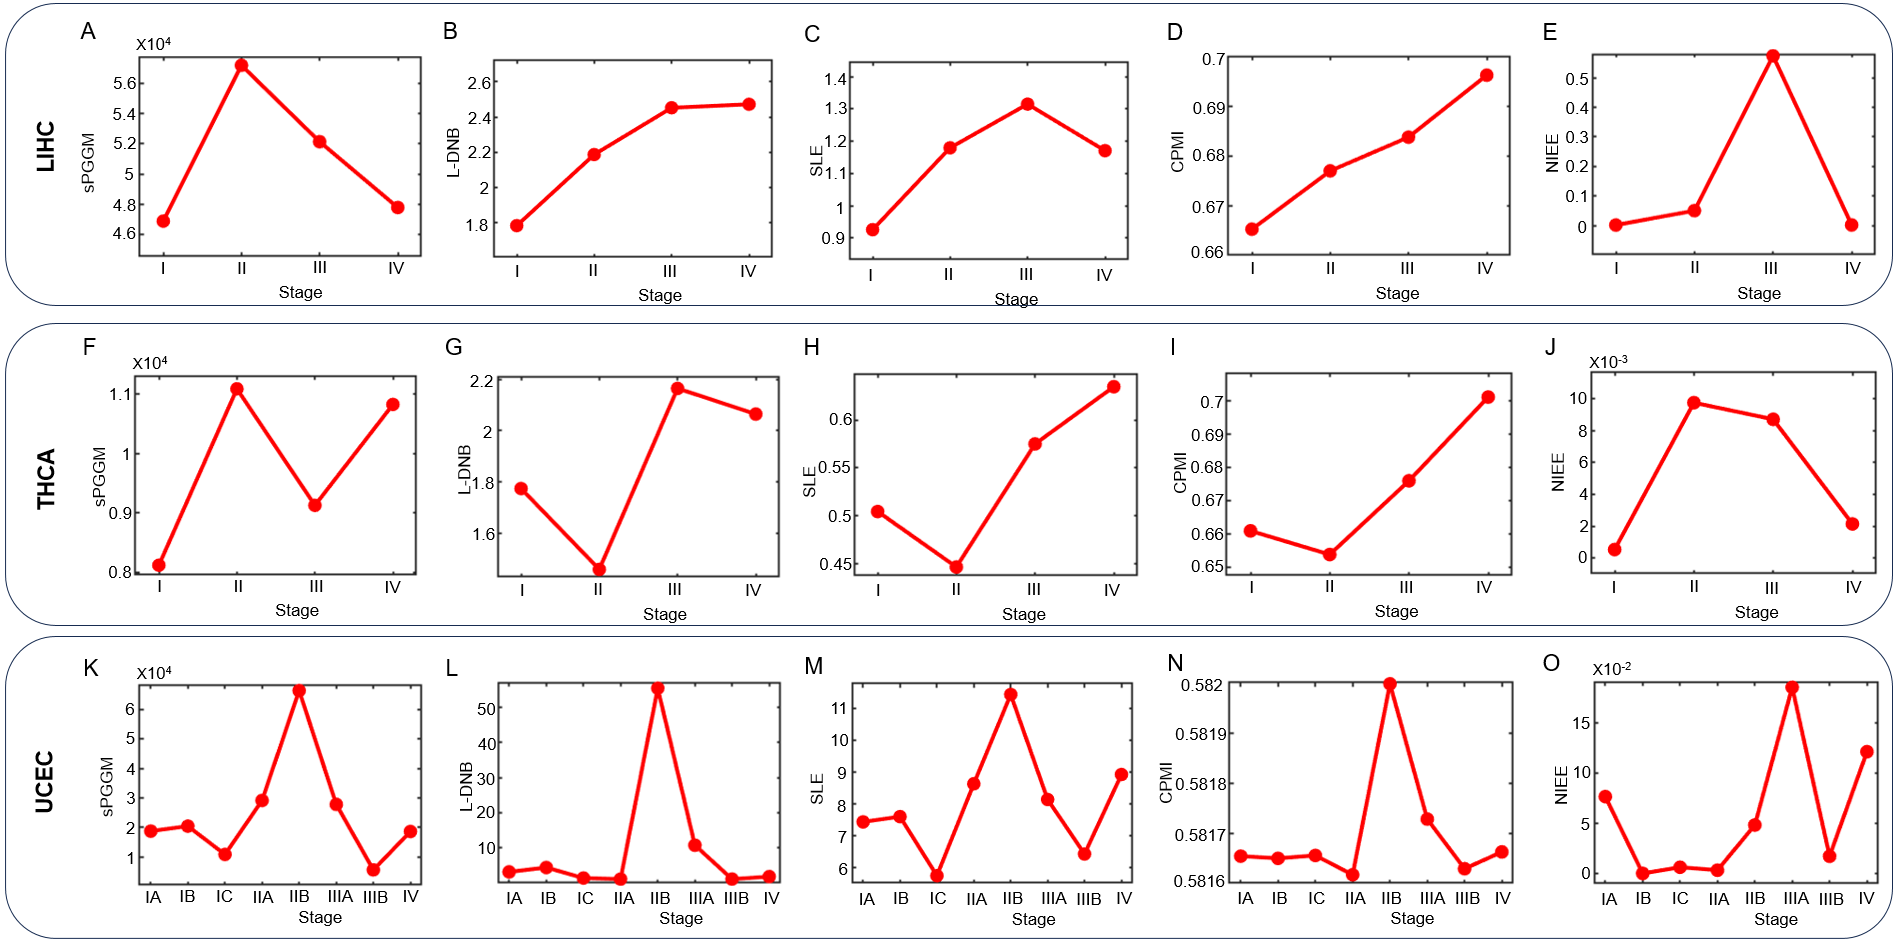 LIHC
A
X10⁴
sPGGM
5.6
5.4
5.2
5
4.8
4.6
I II III IV
Stage
B
L-DNB
2.6
2.4
2.2
2
1.8
I II III IV
Stage
C
SLE
1.4
1.3
1.2
1.1
1
0.9
I II III IV
Stage
D
CPMI
0.7
0.69
0.68
0.67
0.66
I II III IV
Stage
E
NIEE
0.5
0.4
0.3
0.2
0.1
0
I II III IV
Stage
THCA
F
X10⁴
sPGGM
1.1
1
0.9
0.8
I II III IV
Stage
G
L-DNB
2.2
2
1.8
1.6
I II III IV
Stage
H
SLE
0.6
0.55
0.5
0.45
I II III IV
Stage
I
CPMI
0.7
0.69
0.68
0.67
0.66
0.65
I II III IV
Stage
J
X10⁻³
NIEE
10
8
6
4
2
0
I II III IV
Stage
UCEC
K
X10⁴
sPGGM
6
5
4
3
2
1
IA IB IC IIA IIB IIIA IIIB IV
Stage
L
L-DNB
50
40
30
20
10
IA IB IC IIA IIB IIIA IIIB IV
Stage
M
SLE
11
10
9
8
7
6
IA IB IC IIA IIB IIIA IIIB IV
Stage
N
CPMI
0.582
0.5819
0.5818
0.5817
0.5816
IA IB IC IIA IIB IIIA IIIB IV
Stage
O
X10⁻²
NIEE
15
10
5
0
IA IB IC IIA IIB IIIA IIIB IV
Stage